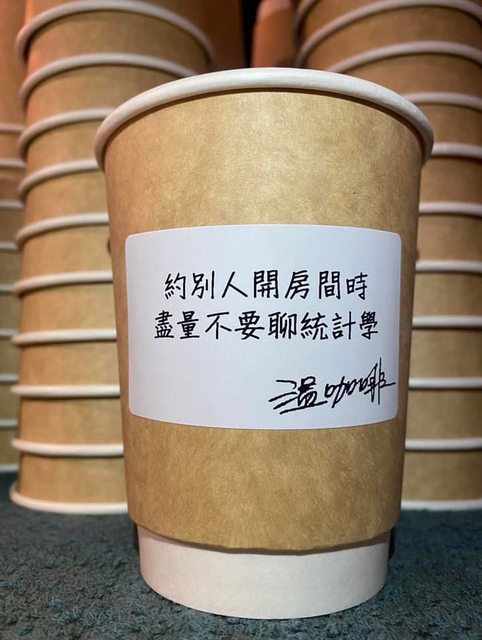 約別人開房間時
盡量不要聊統計學
溫咖啡